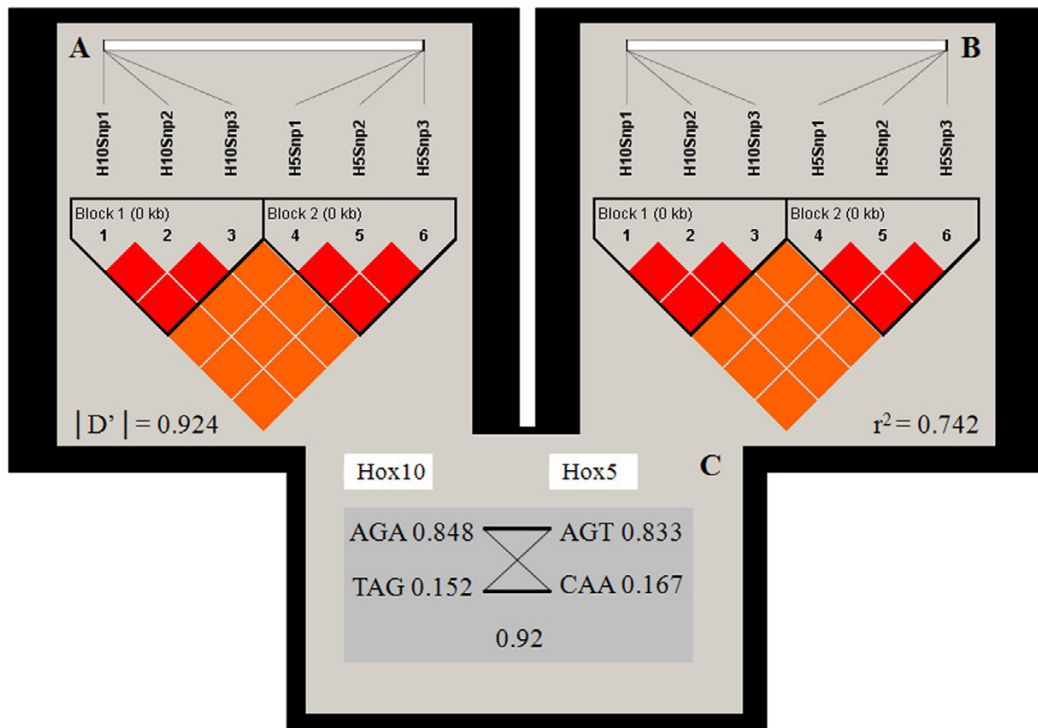 A
H10Snp1
H10Snp2
H10Snp3
H5Snp1
H5Snp2
H5Snp3
Block 1 (0 kb)
Block 2 (0 kb)
1 2 3 4 5 6
|D’| = 0.924
B
H10Snp1
H10Snp2
H10Snp3
H5Snp1
H5Snp2
H5Snp3
Block 1 (0 kb)
Block 2 (0 kb)
1 2 3 4 5 6
r² = 0.742
C
Hox10
Hox5
AGA 0.848
AGT 0.833
TAG 0.152
CAA 0.167
0.92